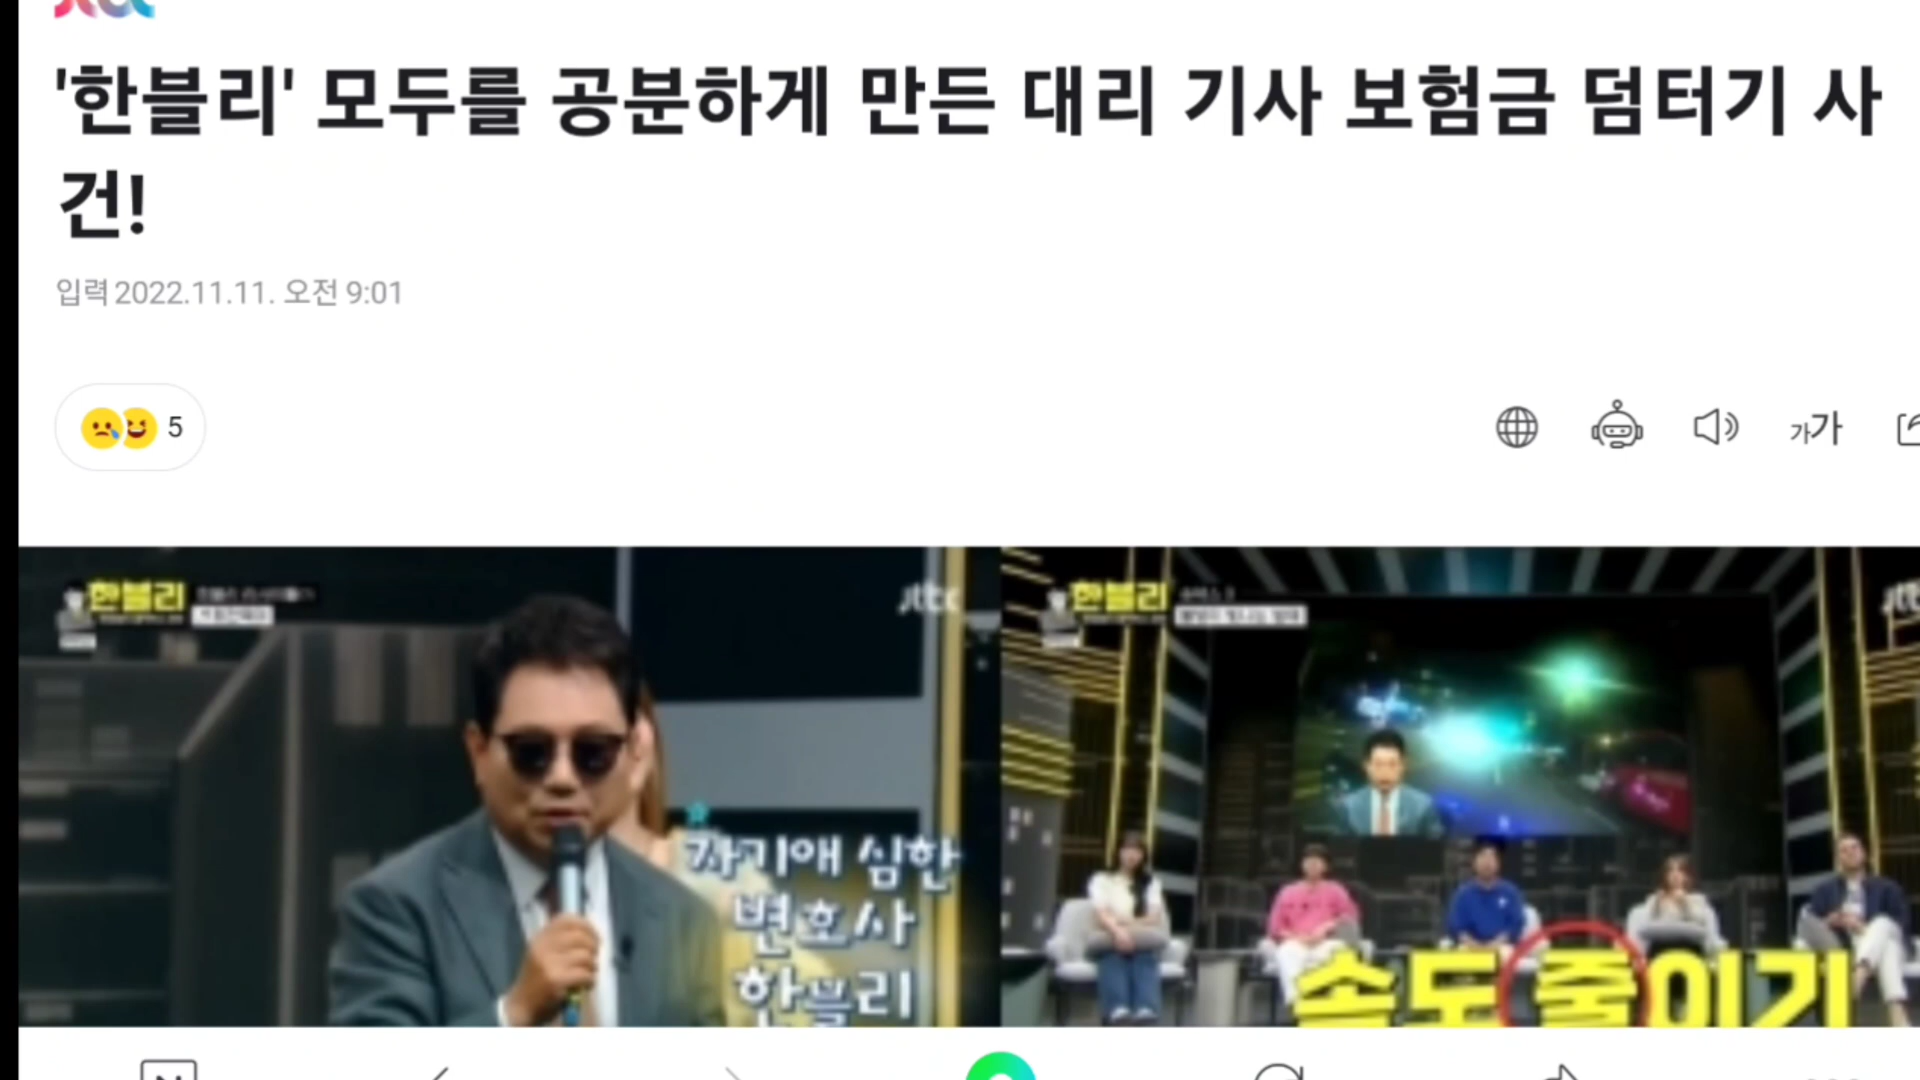 '한블리' 모두를 공분하게 만든 대리 기사 보험금 덤터기 사
건!
입력 2022.11.11. 오전 9:01
5
가가
한블리
jtbc
자기애 심한
변호사
한블리
한블리
속도 줄이기